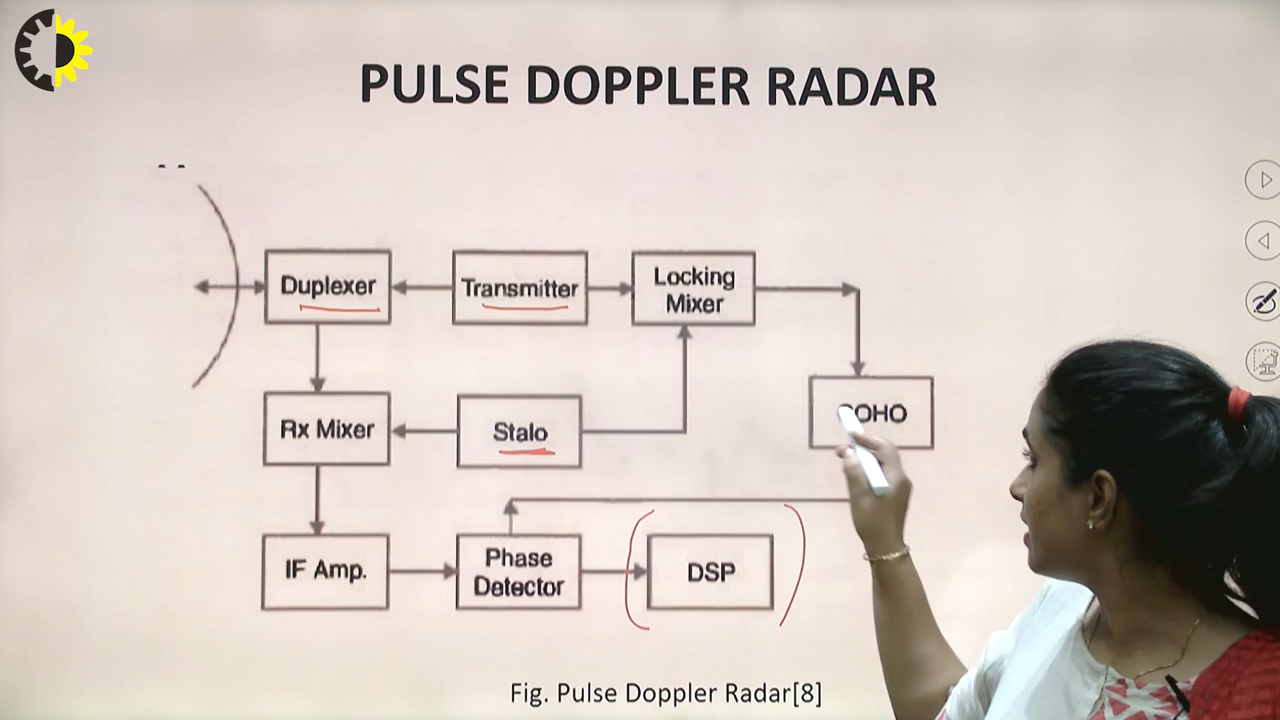 PULSE DOPPLER RADAR
Duplexer
Transmitter
Locking
Mixer
Rx Mixer
Stalo
COHO
IF Amp.
Phase
Detector
DSP
Fig. Pulse Doppler Radar[8]